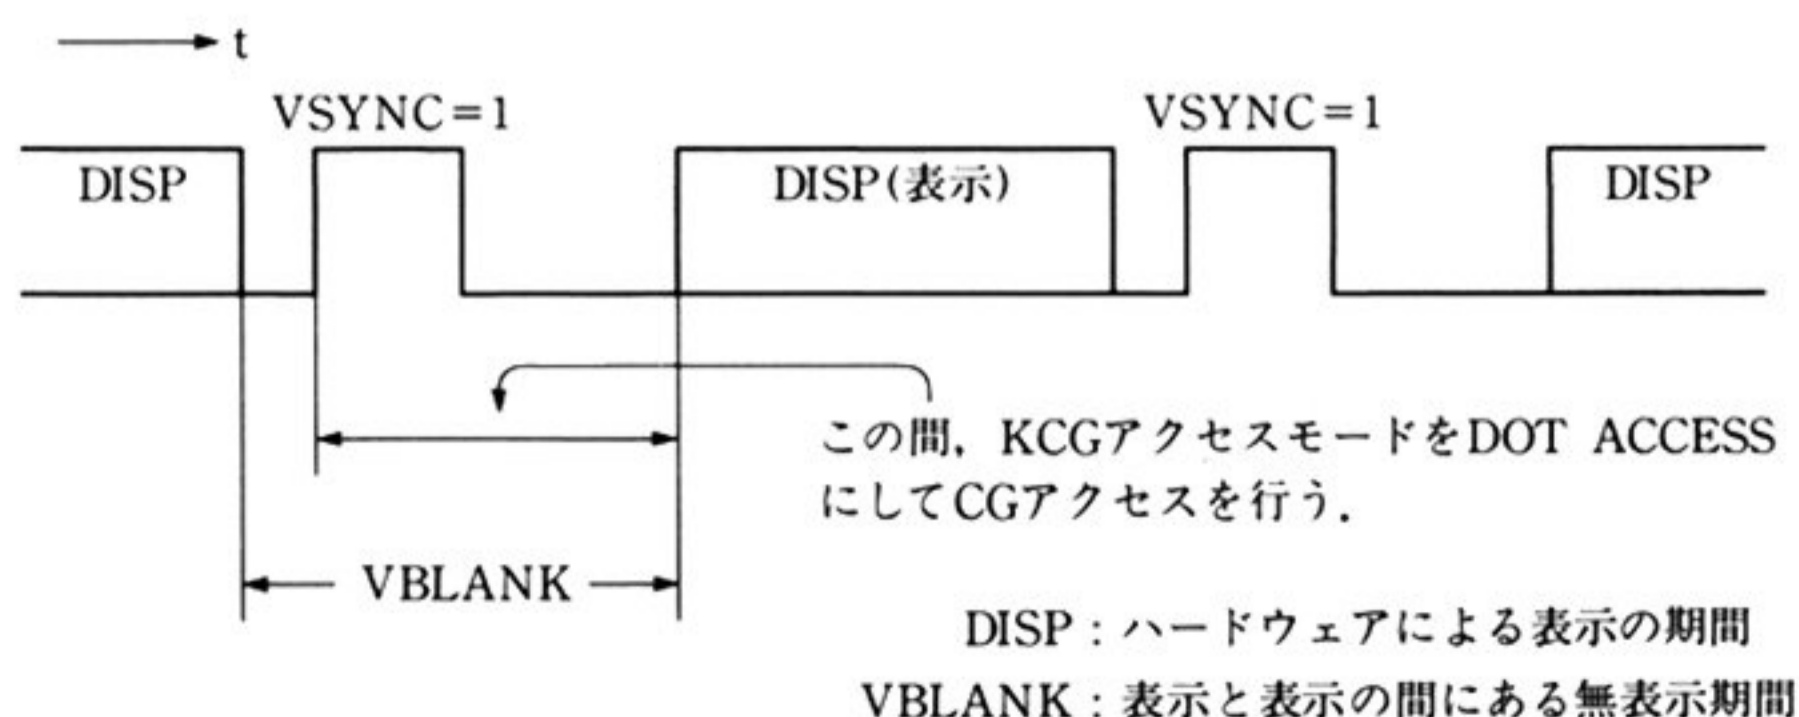 t
VSYNC=1
VSYNC=1
DISP
DISP(表示)
DISP
この間，KCGアクセスモードをDOT ACCESS
にしてCGアクセスを行う．
VBLANK
DISP：ハードウェアによる表示の期間
VBLANK：表示と表示の間にある無表示期間